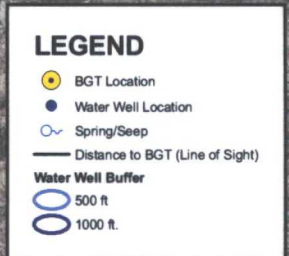 LEGEND
BGT Location
Water Well Location
Spring/Seep
Distance to BGT (Line of Sight)
Water Well Buffer
500 ft
1000 ft.